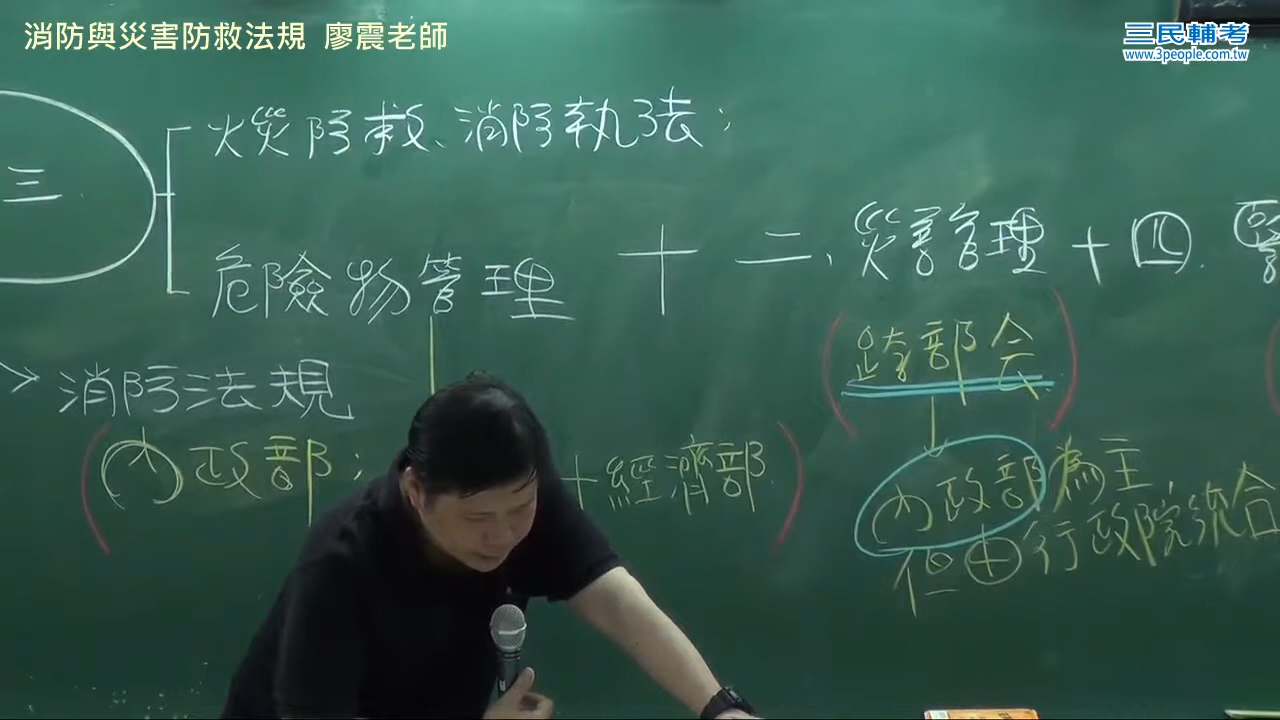 消防與災害防救法規 廖震老師
三民輔考
www.3people.com.tw
三
火災防救、消防執法；
危險物管理 十 二、災害管理 + 四. 醫
> 消防法規
(內政部； + 經濟部)
(跨部会)
內政部為主，
但由行政院統合